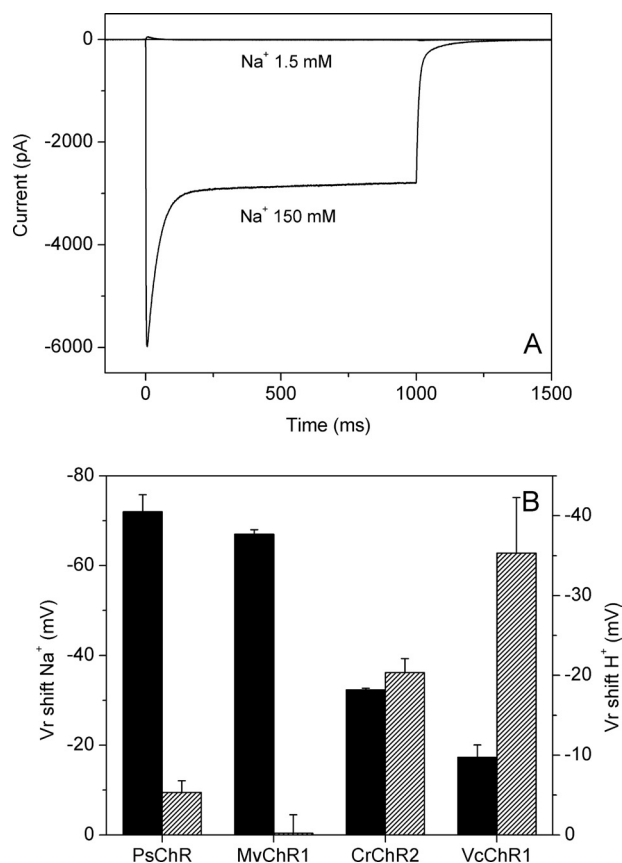 0
-2000
-4000
-6000
Current (pA)
Na⁺ 1.5 mM
Na⁺ 150 mM
A
0
500
1000
1500
Time (ms)
-80
-60
-40
-20
0
Vr shift Na⁺ (mV)
B
-40
-30
-20
-10
0
Vr shift H⁺ (mV)
PsChR
MvChR1
CrChR2
VcChR1